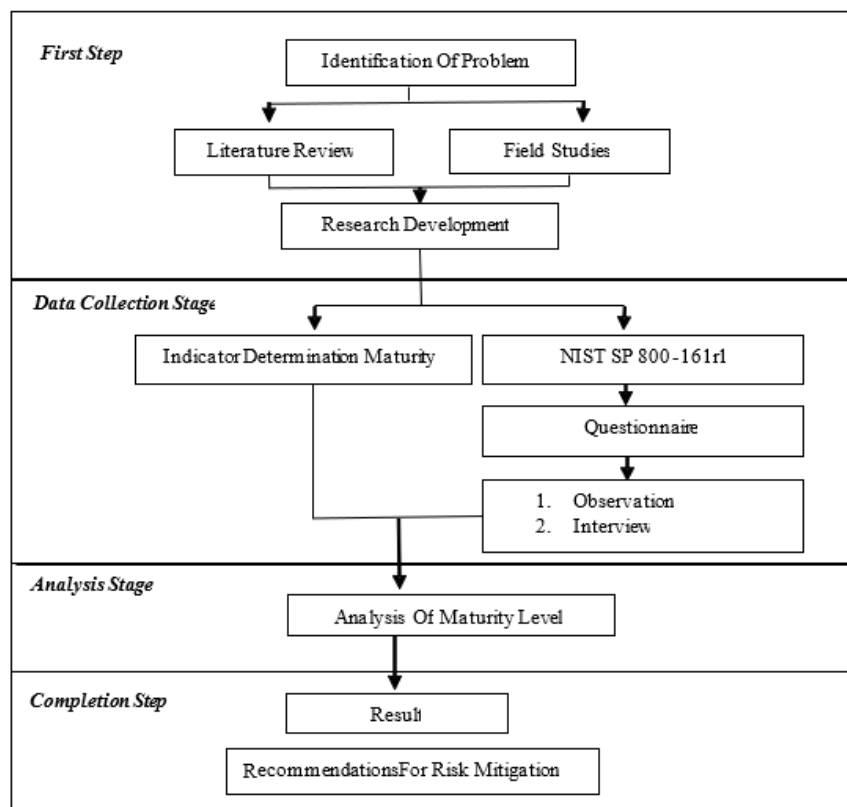 First Step
Identification Of Problem
Literature Review
Field Studies
Research Development
Data Collection Stage
Indicator Determination Maturity
NIST SP 800-161r1
Questionnaire
1. Observation
2. Interview
Analysis Stage
Analysis Of Maturity Level
Completion Step
Result
RecommendationsFor Risk Mitigation